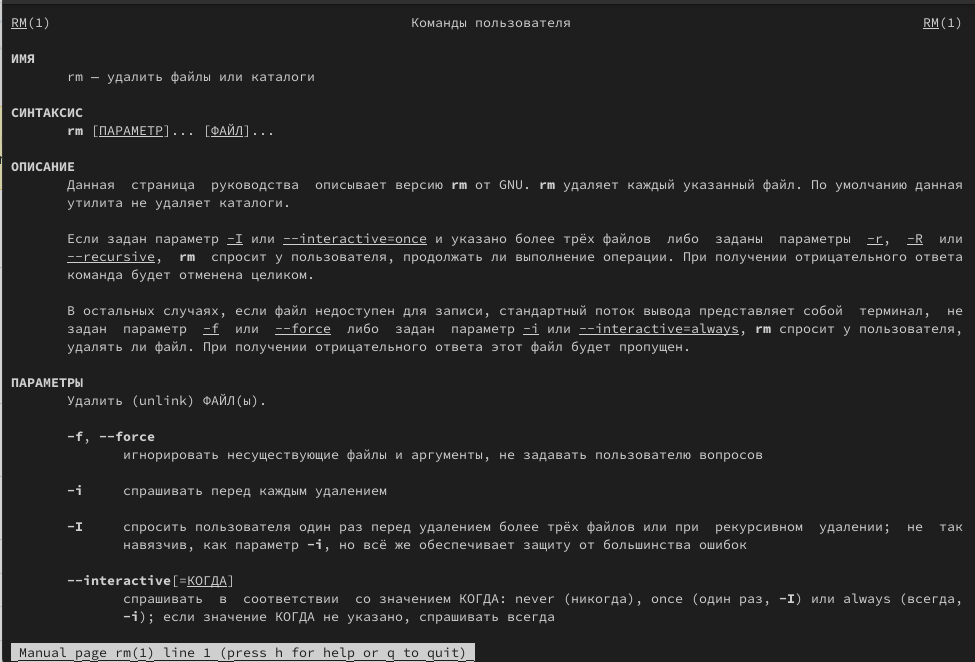 RM(1) Команды пользователя RM(1)
ИМЯ
rm — удалить файлы или каталоги
СИНТАКСИС
rm [ПАРАМЕТР]... [ФАЙЛ]...
ОПИСАНИЕ
Данная страница руководства описывает версию rm от GNU. rm удаляет каждый указанный файл. По умолчанию данная
утилита не удаляет каталоги.
Если задан параметр -I или --interactive=once и указано более трёх файлов либо заданы параметры -r, -R или
--recursive, rm спросит у пользователя, продолжать ли выполнение операции. При получении отрицательного ответа
команда будет отменена целиком.
В остальных случаях, если файл недоступен для записи, стандартный поток вывода представляет собой терминал, не
задан параметр -f или --force либо задан параметр -i или --interactive=always, rm спросит у пользователя,
удалять ли файл. При получении отрицательного ответа этот файл будет пропущен.
ПАРАМЕТРЫ
Удалить (unlink) ФАЙЛ(ы).
-f, --force
игнорировать несуществующие файлы и аргументы, не задавать пользователю вопросов
-i спрашивать перед каждым удалением
-I спросить пользователя один раз перед удалением более трёх файлов или при рекурсивном удалении; не так
навязчив, как параметр -i, но всё же обеспечивает защиту от большинства ошибок
--interactive[=КОГДА]
спрашивать в соответствии со значением КОГДА: never (никогда), once (один раз, -I) или always (всегда,
-i); если значение КОГДА не указано, спрашивать всегда
Manual page rm(1) line 1 (press h for help or q to quit)